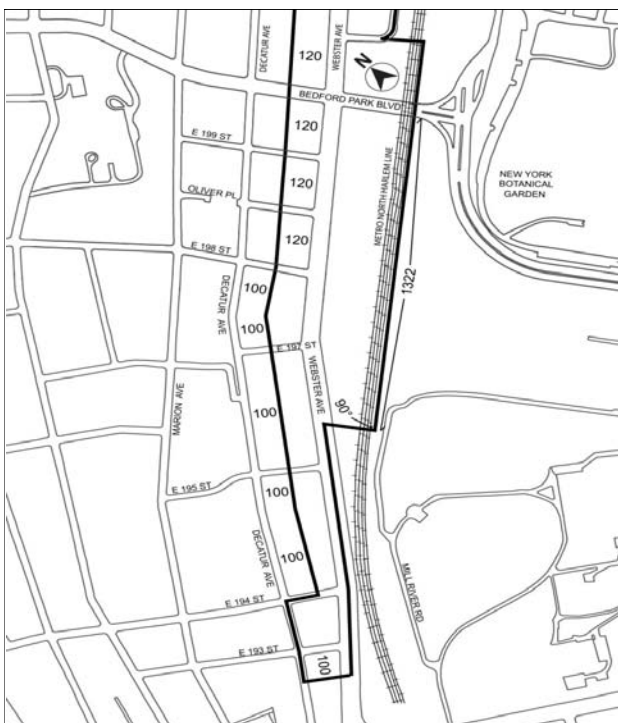 DECATUR AVE
120
WEBSTER AVE
N
BEDFORD PARK BLVD
120
E 199 ST
METRO NORTH HARLEM LINE
NEW YORK
BOTANICAL
GARDEN
120
OLIVER PL
120
E 198 ST
1322
100
DECATUR AVE
100
E 197 ST
WEBSTER AVE
MARION AVE
100
90°
E 195 ST
100
DECATUR AVE
100
MILL RIVER RD
E 194 ST
E 193 ST
100